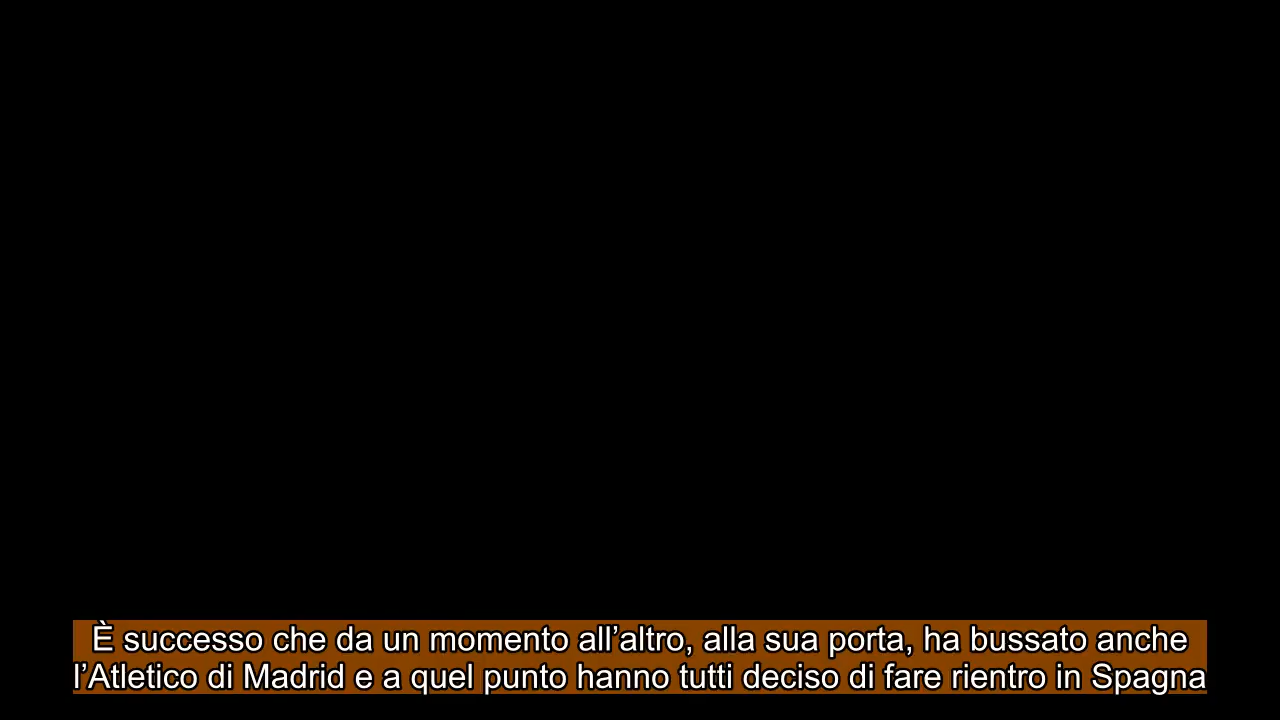 È successo che da un momento all’altro, alla sua porta, ha bussato anche
l’Atletico di Madrid e a quel punto hanno tutti deciso di fare rientro in Spagna